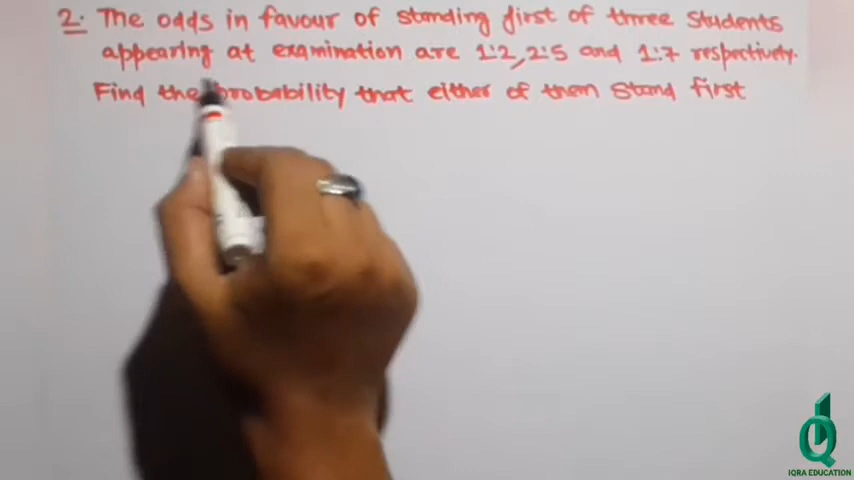 2. The odds in favour of standing first of three students
appearing at examination are 1:2, 2:5 and 1:7 respectively.
Find the probability that either of them stand first
IQRA EDUCATION